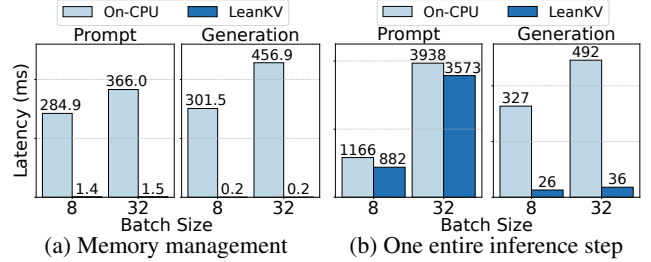 On-CPU LeanKV
Prompt Generation
Latency (ms)
284.9 1.4 366.0 1.5
301.5 0.2 456.9 0.2
8 32 8 32
Batch Size
(a) Memory management
On-CPU LeanKV
Prompt Generation
1166 882 3938 3573
327 26 492 36
8 32 8 32
Batch Size
(b) One entire inference step